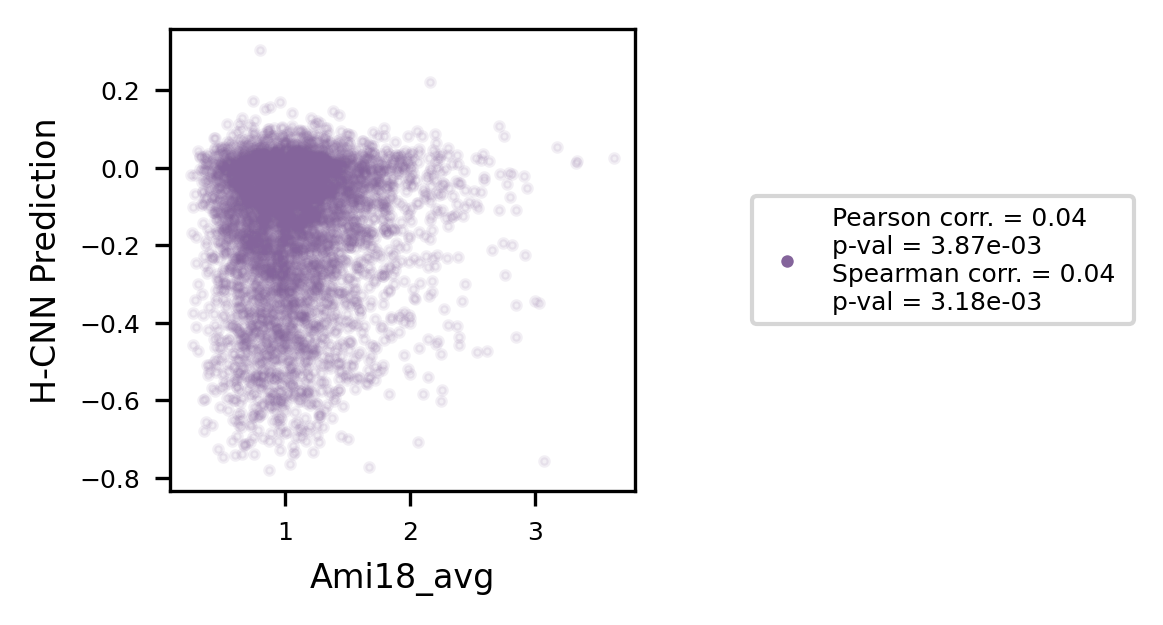 H-CNN Prediction
0.2
0.0
−0.2
−0.4
−0.6
−0.8
1
2
3
Ami18_avg
Pearson corr. = 0.04
p-val = 3.87e-03
Spearman corr. = 0.04
p-val = 3.18e-03